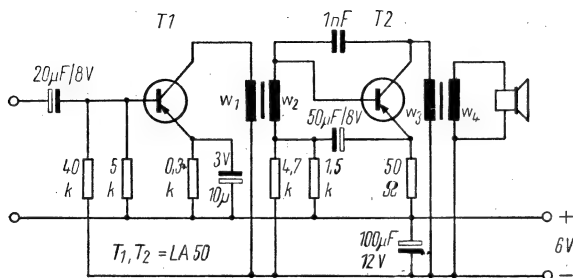 T1
1nF
T2
20µF/8V
w₁
w₂
50µF/8V
w₃
w₄
40 k
5 k
0,3 k
3V 10µ
4,7 k
1,5 k
50 Ω
100µF 12V
+
6V
−
T₁, T₂ = LA 50